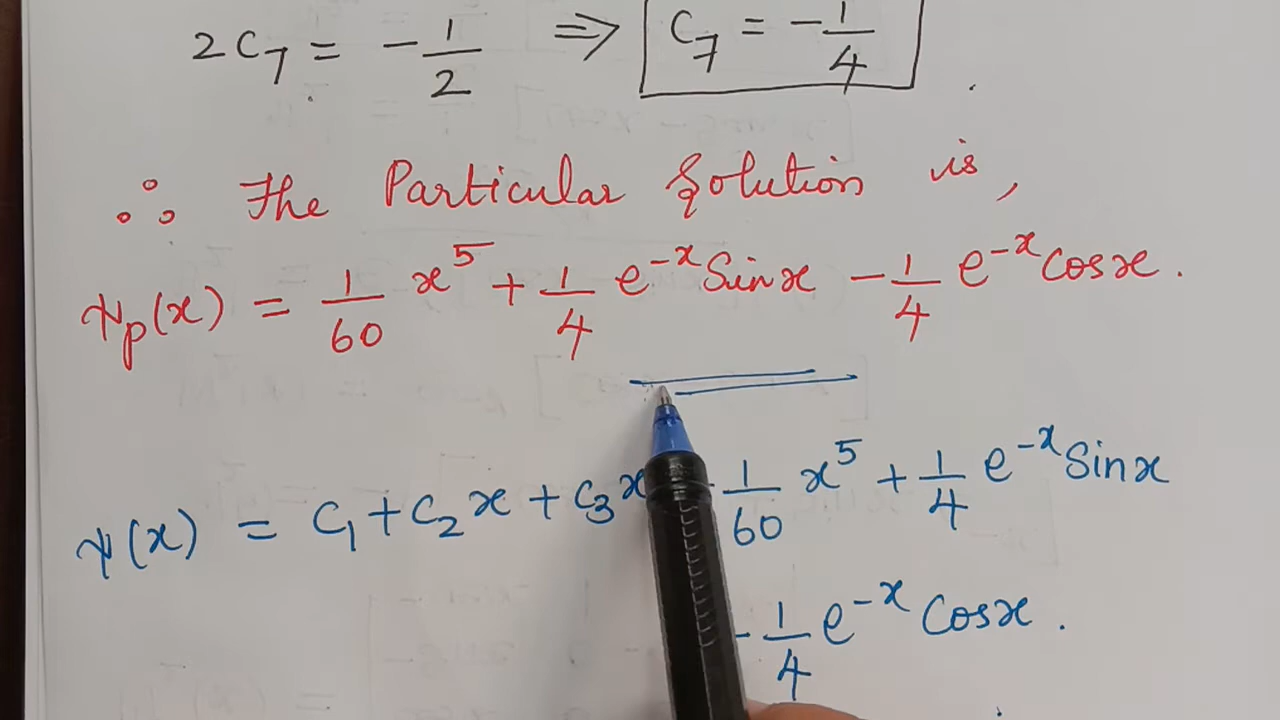 2C₇ = -1/2 ⇒ C₇ = -1/4
∴ The Particular Solution is,
ψₚ(x) = 1/60 x⁵ + 1/4 e⁻ˣ Sinx - 1/4 e⁻ˣ Cosx.
ψ(x) = C₁ + C₂x + C₃x 1/60 x⁵ + 1/4 e⁻ˣ Sinx
- 1/4 e⁻ˣ Cosx.